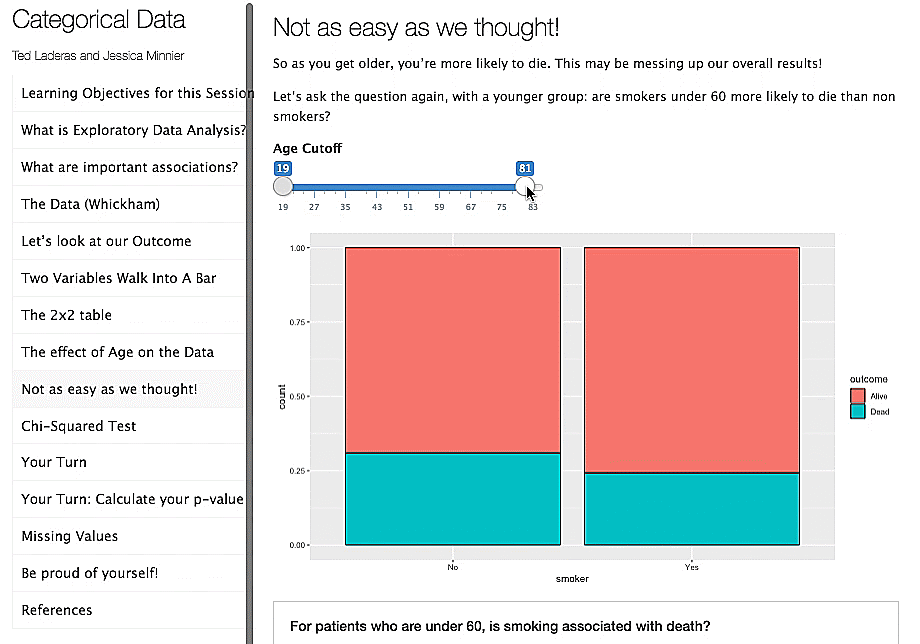 Categorical Data
Ted Laderas and Jessica Minnier
Learning Objectives for this Session
What is Exploratory Data Analysis?
What are important associations?
The Data (Whickham)
Let's look at our Outcome
Two Variables Walk Into A Bar
The 2x2 table
The effect of Age on the Data
Not as easy as we thought!
Chi-Squared Test
Your Turn
Your Turn: Calculate your p-value
Missing Values
Be proud of yourself!
References
Not as easy as we thought!
So as you get older, you're more likely to die. This may be messing up our overall results!
Let's ask the question again, with a younger group: are smokers under 60 more likely to die than non
smokers?
Age Cutoff
19 81
19 27 35 43 51 59 67 75 83
1.00
0.75
0.50
0.25
0.00
count
No Yes
smoker
outcome
Alive
Dead
For patients who are under 60, is smoking associated with death?